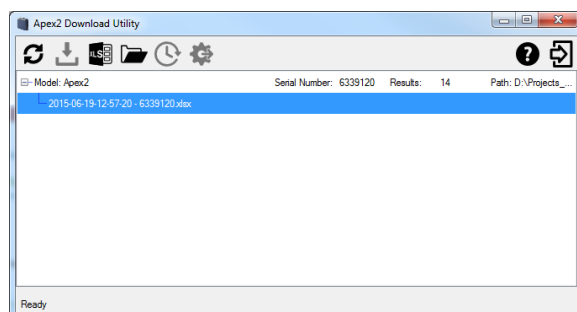 Apex2 Download Utility
XLS
Model: Apex2 Serial Number: 6339120 Results: 14 Path: D:\Projects_...
2015-06-19-12-57-20 - 6339120.xlsx
Ready